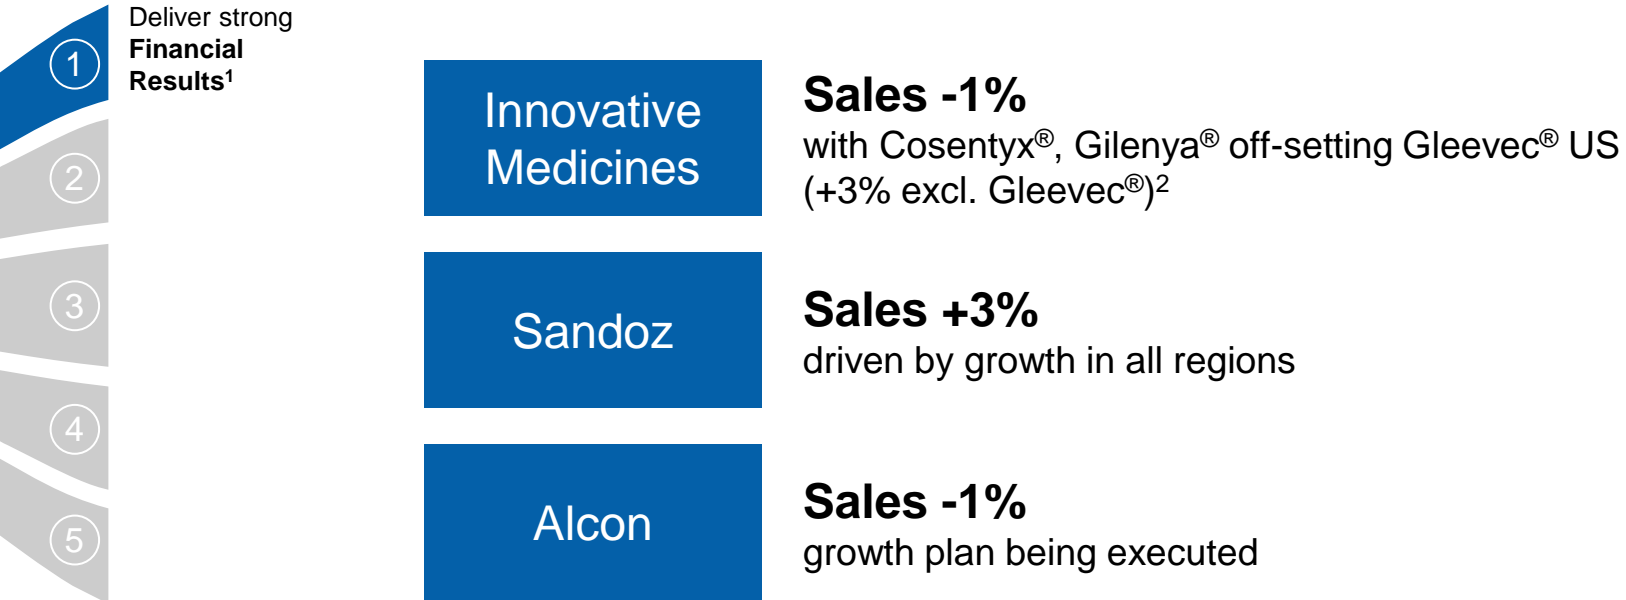 Deliver strong
Financial
Results¹
1
2
3
4
5
Innovative
Medicines
Sales -1%
with Cosentyx®, Gilenya® off-setting Gleevec® US
(+3% excl. Gleevec®)²
Sandoz
Sales +3%
driven by growth in all regions
Alcon
Sales -1%
growth plan being executed